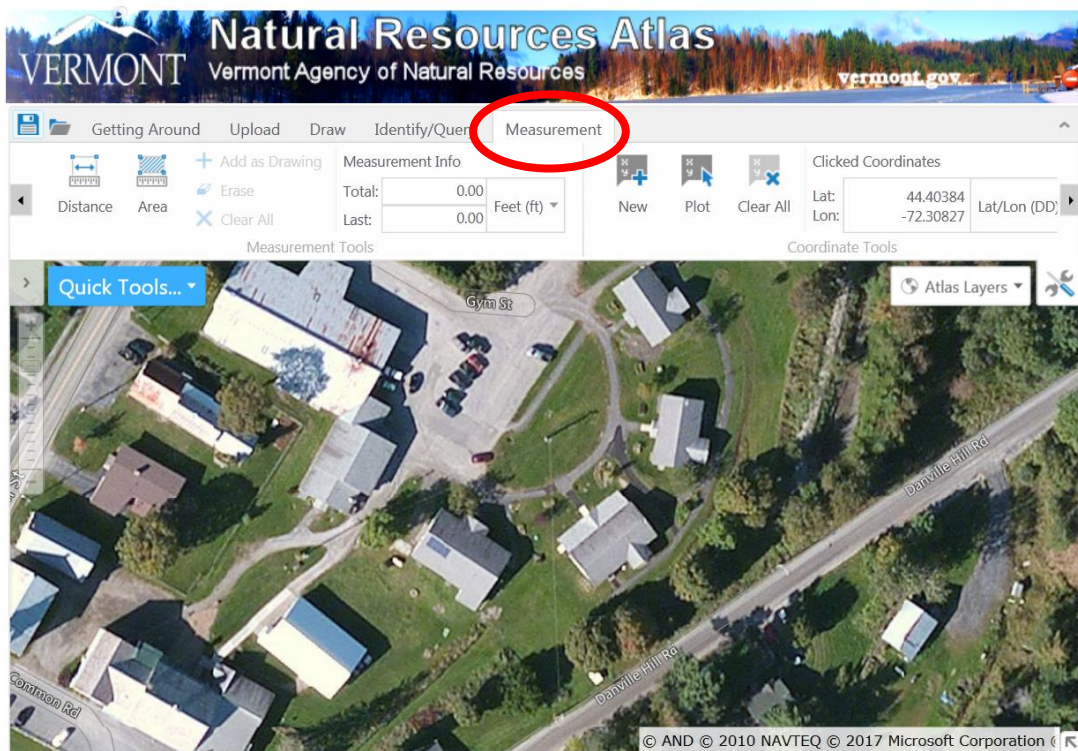 VERMONT
Natural Resources Atlas
Vermont Agency of Natural Resources
vermont.gov
Getting Around Upload Draw Identify/Query Measurement
Distance
Area
Add as Drawing
Erase
Clear All
Measurement Info
Total: 0.00
Last: 0.00
Feet (ft)
Measurement Tools
New
Plot
Clear All
Clicked Coordinates
Lat: 44.40384
Lon: -72.30827
Lat/Lon (DD)
Coordinate Tools
Quick Tools...
Atlas Layers
Gym St
Danville Hill Rd
Danville Hill Rd
Common Rd
© AND © 2010 NAVTEQ © 2017 Microsoft Corporation